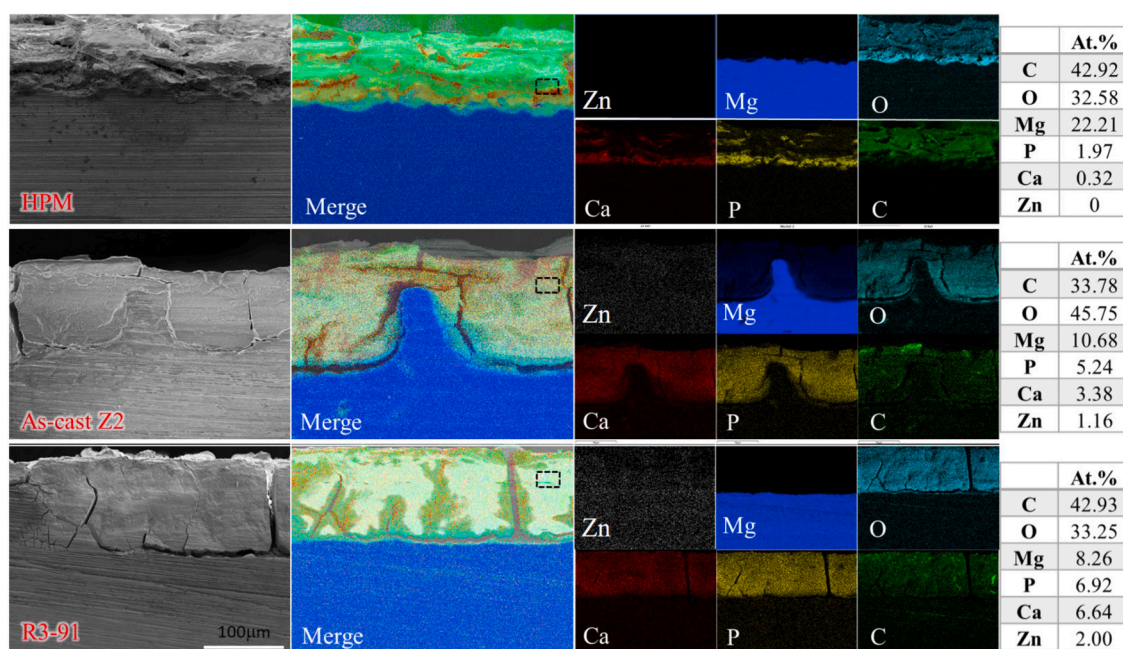 HPM
Merge
Zn
Mg
O
Ca
P
C
At.%
C 42.92
O 32.58
Mg 22.21
P 1.97
Ca 0.32
Zn 0
As-cast Z2
Merge
Zn
Mg
O
Ca
P
C
At.%
C 33.78
O 45.75
Mg 10.68
P 5.24
Ca 3.38
Zn 1.16
R3-91
100μm
Merge
Zn
Mg
O
Ca
P
C
At.%
C 42.93
O 33.25
Mg 8.26
P 6.92
Ca 6.64
Zn 2.00